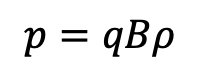 𝑝 = 𝑞𝐵𝜌